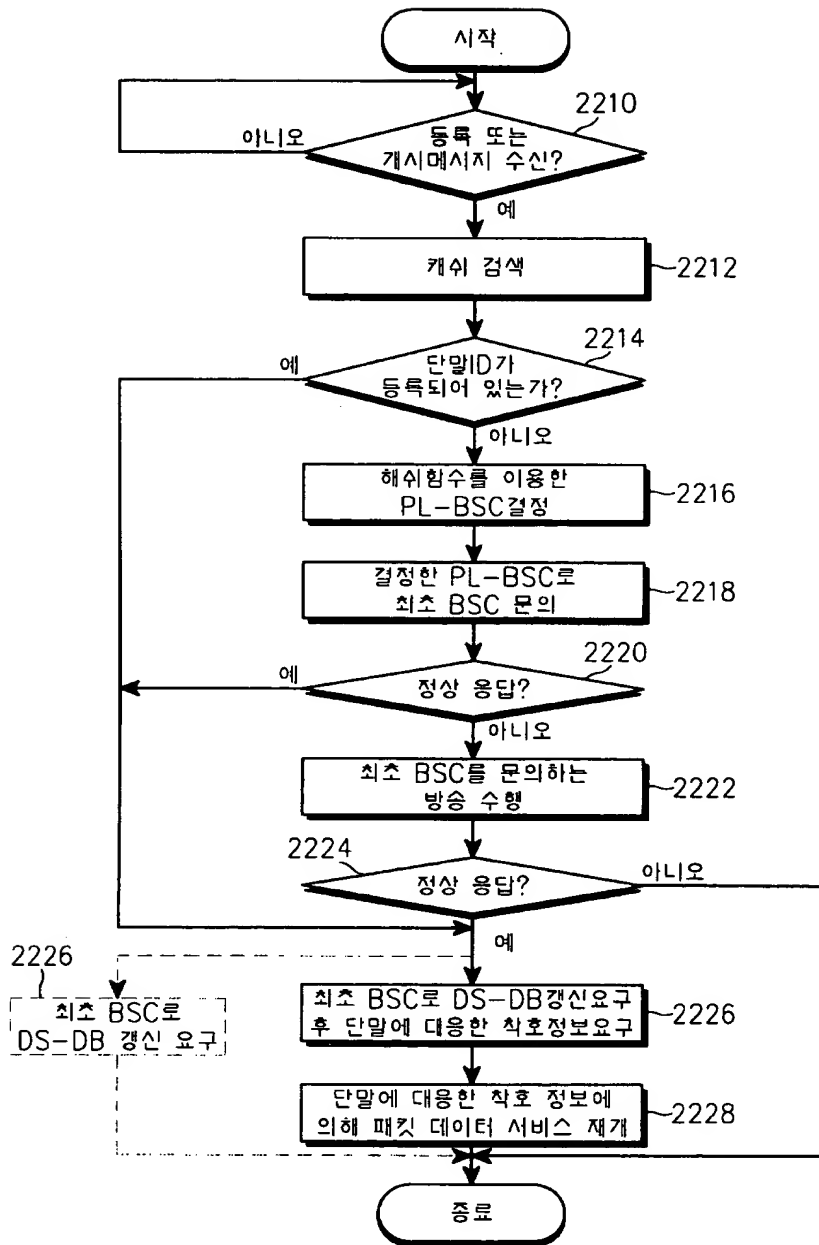 시작
2210
등록 또는
개시메시지 수신?
아니오
예
캐쉬 검색
2212
2214
단말ID가
등록되어 있는가?
예
아니오
해쉬함수를 이용한
PL-BSC결정
2216
결정한 PL-BSC로
최초 BSC 문의
2218
2220
정상 응답?
예
아니오
최초 BSC를 문의하는
방송 수행
2222
2224
정상 응답?
아니오
예
2226
최초 BSC로
DS-DB 갱신 요구
최초 BSC로 DS-DB갱신요구
후 단말에 대응한 착호정보요구
2226
단말에 대응한 착호 정보에
의해 패킷 데이터 서비스 재개
2228
종료